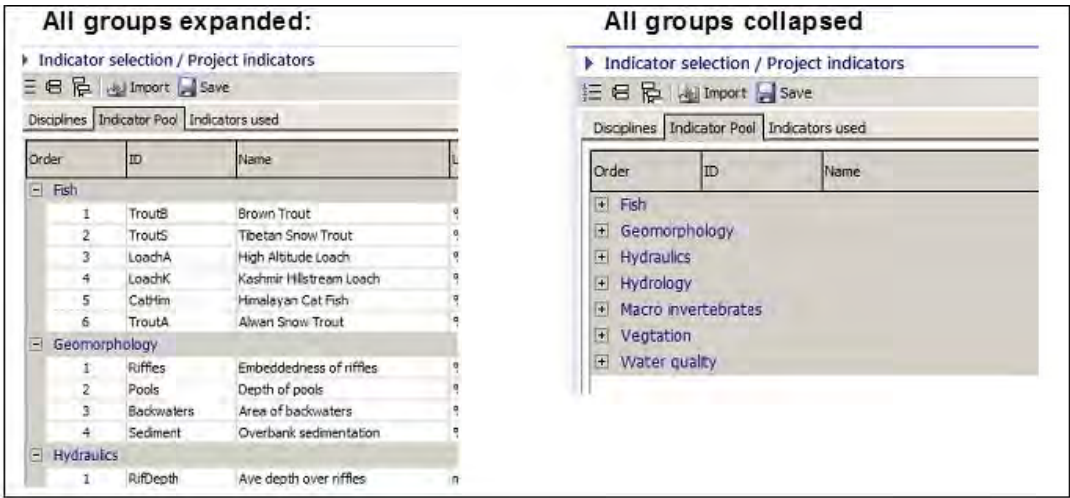 All groups expanded:
Indicator selection / Project indicators
Import Save
Disciplines Indicator Pool Indicators used
Order ID Name L
Fish
1 TroutB Brown Trout %
2 TroutS Tibetan Snow Trout %
3 LoachA High Altitude Loach %
4 LoachK Kashmir Hillstream Loach %
5 CatHim Himalayan Cat Fish %
6 TroutA Alwan Snow Trout %
Geomorphology
1 Riffles Embeddedness of riffles %
2 Pools Depth of pools %
3 Backwaters Area of backwaters %
4 Sediment Overbank sedimentation %
Hydraulics
1 RifDepth Ave depth over riffles m
All groups collapsed
Indicator selection / Project indicators
Import Save
Disciplines Indicator Pool Indicators used
Order ID Name
Fish
Geomorphology
Hydraulics
Hydrology
Macro invertebrates
Vegtation
Water quality